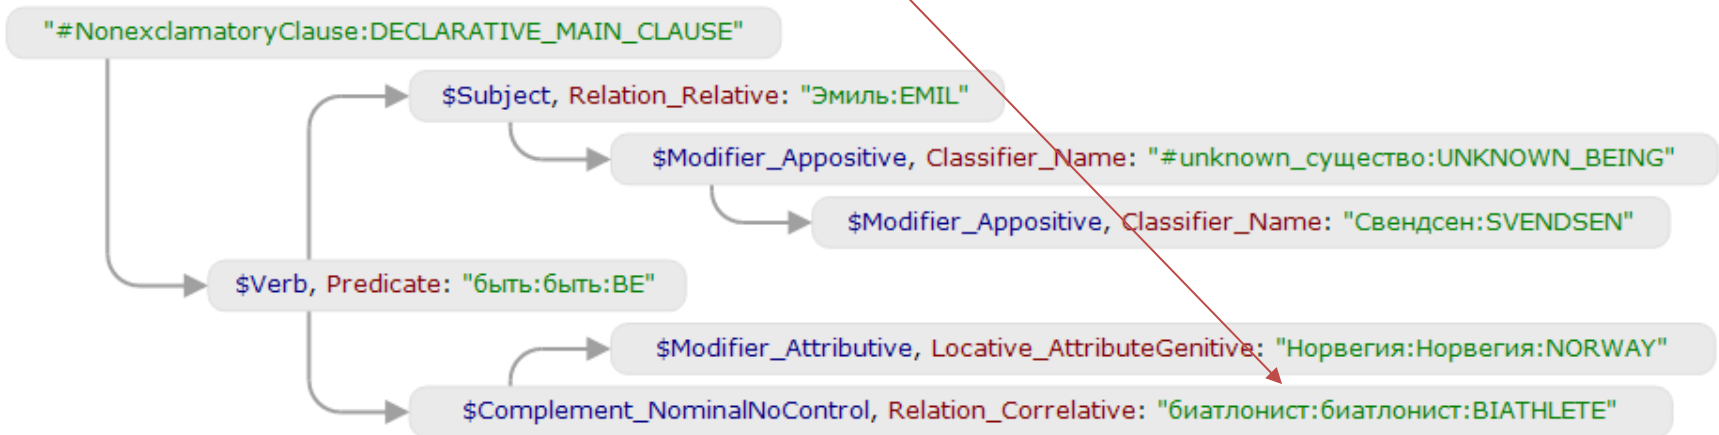 "#NonexclamatoryClause:DECLARATIVE_MAIN_CLAUSE"
$Subject, Relation_Relative: "Эмиль:EMIL"
$Modifier_Appositive, Classifier_Name: "#unknown_существо:UNKNOWN_BEING"
$Modifier_Appositive, Classifier_Name: "Свендсен:SVENDSEN"
$Verb, Predicate: "быть:быть:BE"
$Modifier_Attributive, Locative_AttributeGenitive: "Норвегия:Норвегия:NORWAY"
$Complement_NominalNoControl, Relation_Correlative: "биатлонист:биатлонист:BIATHLETE"